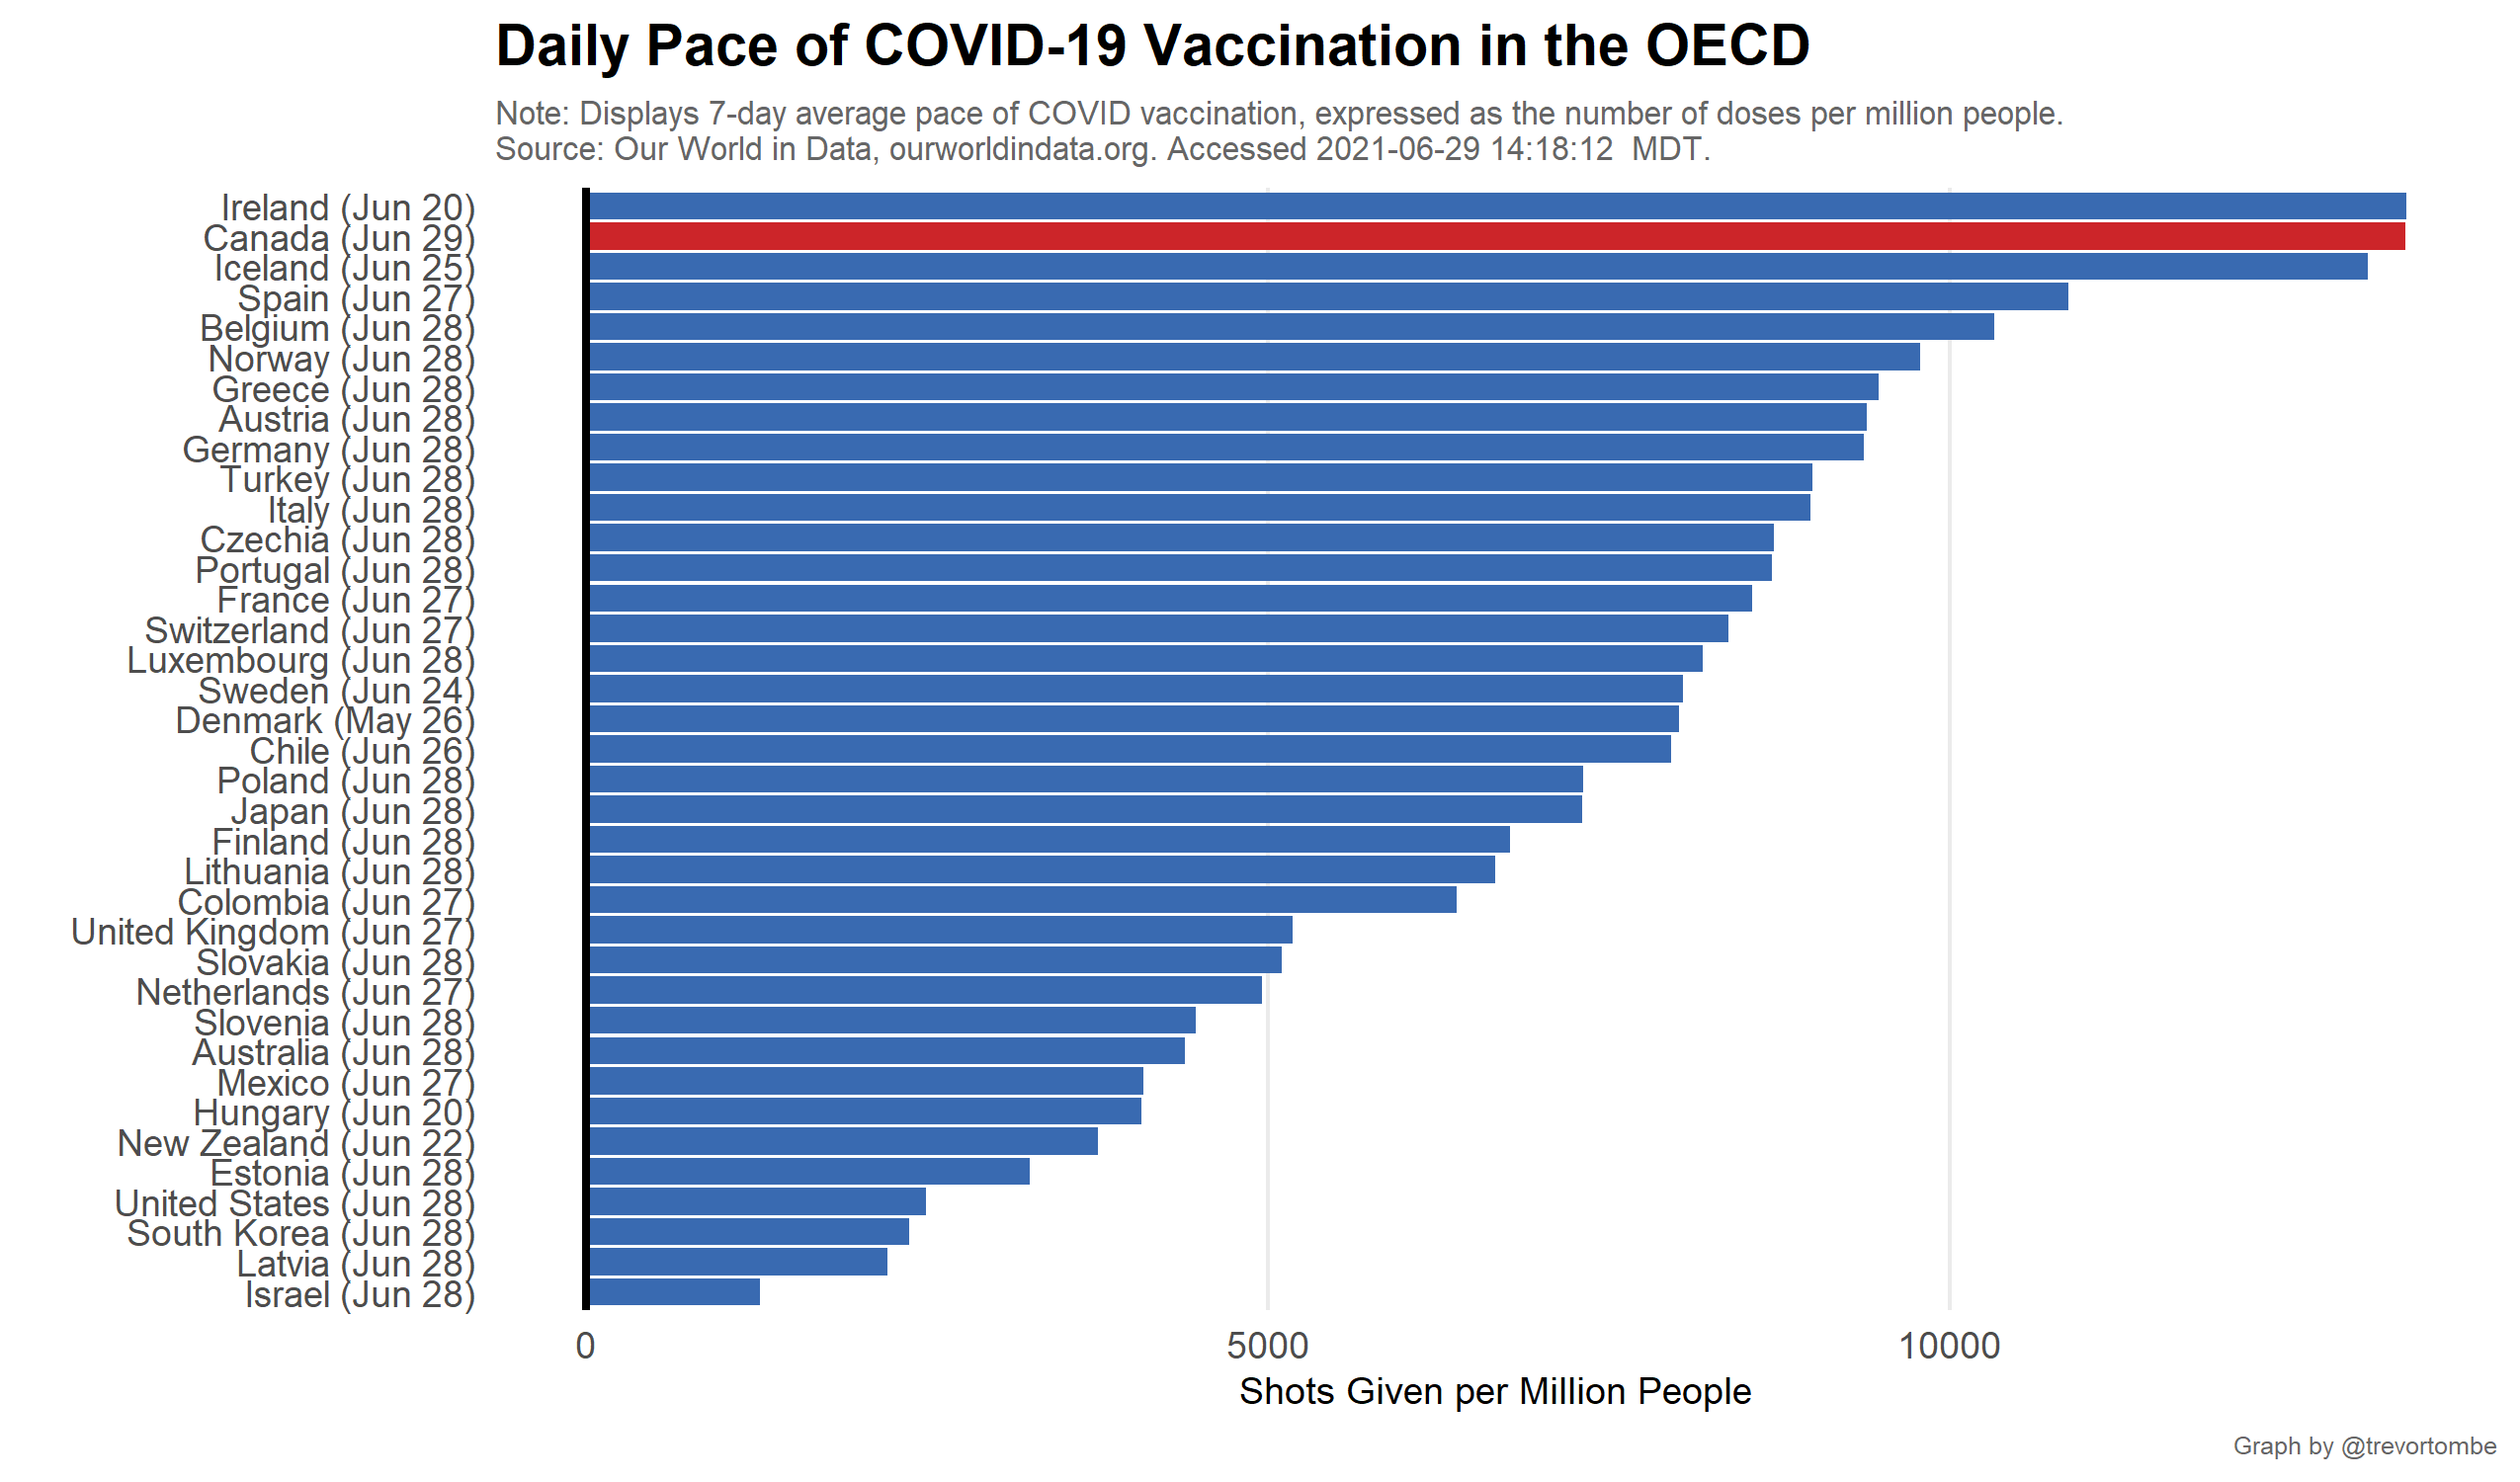 Daily Pace of COVID-19 Vaccination in the OECD
Note: Displays 7-day average pace of COVID vaccination, expressed as the number of doses per million people.
Source: Our World in Data, ourworldindata.org. Accessed 2021-06-29 14:18:12  MDT.
Ireland (Jun 20)
Canada (Jun 29)
Iceland (Jun 25)
Spain (Jun 27)
Belgium (Jun 28)
Norway (Jun 28)
Greece (Jun 28)
Austria (Jun 28)
Germany (Jun 28)
Turkey (Jun 28)
Italy (Jun 28)
Czechia (Jun 28)
Portugal (Jun 28)
France (Jun 27)
Switzerland (Jun 27)
Luxembourg (Jun 28)
Sweden (Jun 24)
Denmark (May 26)
Chile (Jun 26)
Poland (Jun 28)
Japan (Jun 28)
Finland (Jun 28)
Lithuania (Jun 28)
Colombia (Jun 27)
United Kingdom (Jun 27)
Slovakia (Jun 28)
Netherlands (Jun 27)
Slovenia (Jun 28)
Australia (Jun 28)
Mexico (Jun 27)
Hungary (Jun 20)
New Zealand (Jun 22)
Estonia (Jun 28)
United States (Jun 28)
South Korea (Jun 28)
Latvia (Jun 28)
Israel (Jun 28)
0 5000 10000
Shots Given per Million People
Graph by @trevortombe